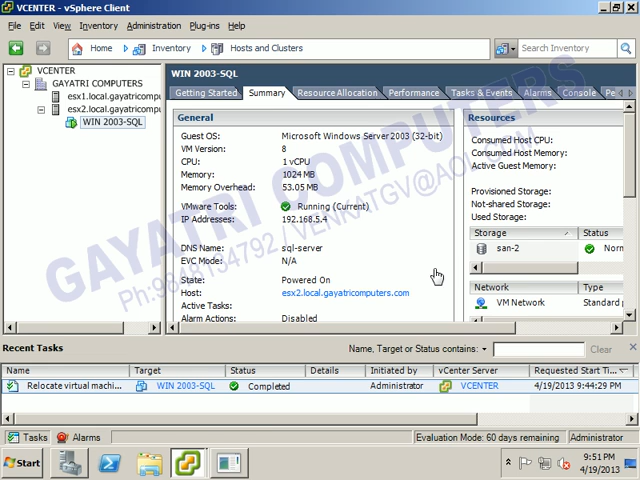 VCENTER - vSphere Client
File Edit View Inventory Administration Plug-ins Help
Home Inventory Hosts and Clusters Search Inventory
VCENTER
GAYATRI COMPUTERS
esx1.local.gayatricompu
esx2.local.gayatricompu
WIN 2003-SQL
WIN 2003-SQL
Getting Started Summary Resource Allocation Performance Tasks & Events Alarms Console Pe
General
Guest OS: Microsoft Windows Server 2003 (32-bit)
VM Version: 8
CPU: 1 vCPU
Memory: 1024 MB
Memory Overhead: 53.05 MB
VMware Tools: Running (Current)
IP Addresses: 192.168.5.4
DNS Name: sql-server
EVC Mode: N/A
State: Powered On
Host: esx2.local.gayatricomputers.com
Active Tasks:
Alarm Actions: Disabled
Resources
Consumed Host CPU:
Consumed Host Memory:
Active Guest Memory:
Provisioned Storage:
Not-shared Storage:
Used Storage:
Storage Status
san-2 Norm
Network Type
VM Network Standard p
GAYATRI COMPUTERS
Ph:9848134792 / VENKATGV@AOL.COM
Recent Tasks Name, Target or Status contains: Clear
Name Target Status Details Initiated by vCenter Server Requested Start Ti...
Relocate virtual machi... WIN 2003-SQL Completed Administrator VCENTER 4/19/2013 9:44:29 PM
Tasks Alarms Evaluation Mode: 60 days remaining Administrator
Start 9:51 PM
4/19/2013